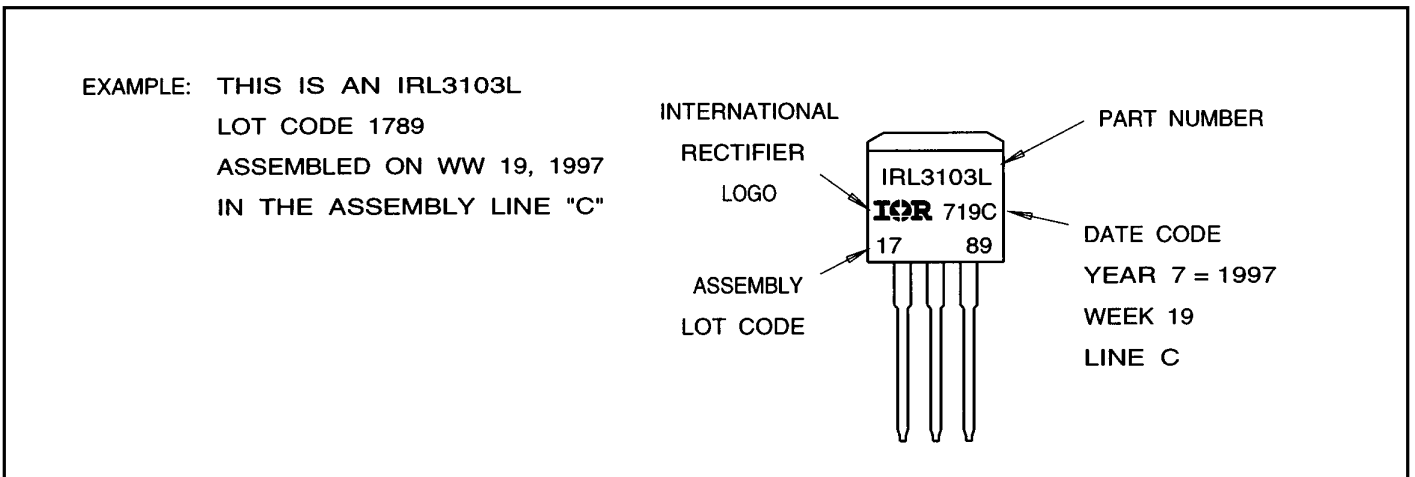 EXAMPLE: THIS IS AN IRL3103L
LOT CODE 1789
ASSEMBLED ON WW 19, 1997
IN THE ASSEMBLY LINE "C"
INTERNATIONAL
RECTIFIER
LOGO
ASSEMBLY
LOT CODE
IRL3103L
IOR 719C
17 89
PART NUMBER
DATE CODE
YEAR 7 = 1997
WEEK 19
LINE C